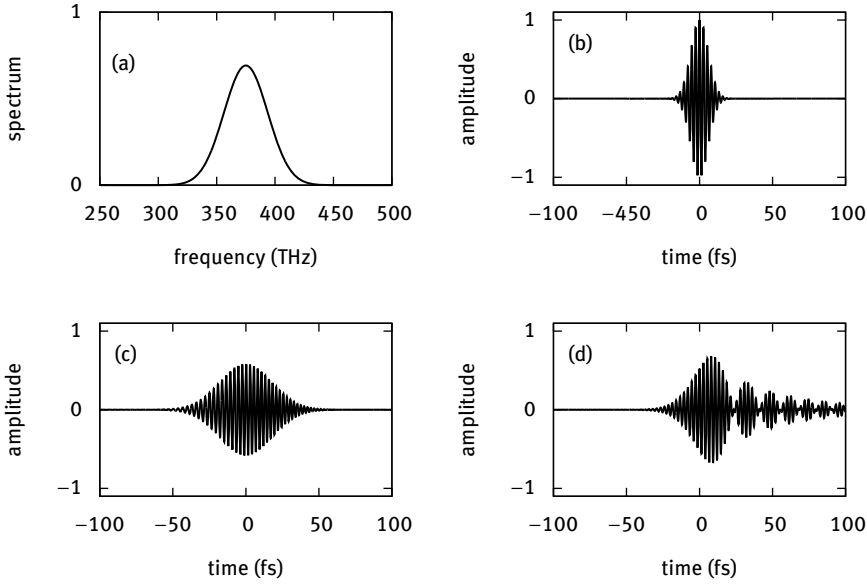 1
(a)
spectrum
0
250 300 350 400 450 500
frequency (THz)
1
(b)
amplitude
0
−1
−100 −450 0 50 100
time (fs)
1
(c)
amplitude
0
−1
−100 −50 0 50 100
time (fs)
1
(d)
amplitude
0
−1
−100 −50 0 50 100
time (fs)